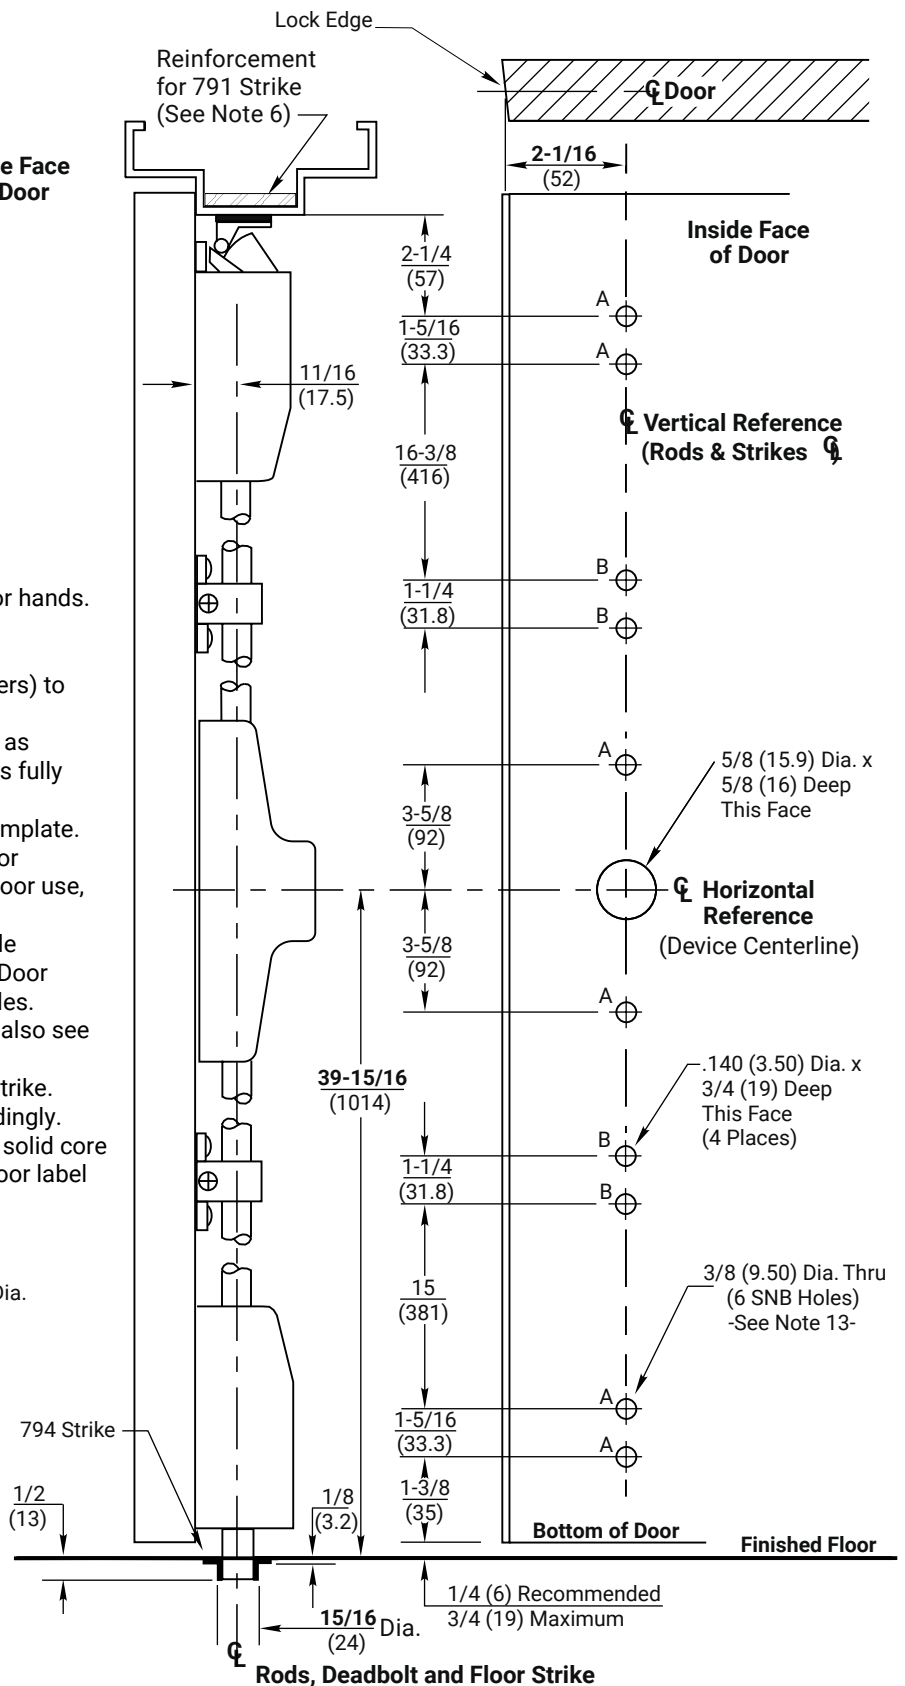 Lock Edge
Reinforcement
for 791 Strike
(See Note 6)
℄ Door
e Face
Door
2-1/16
(52)
Inside Face
of Door
2-1/4
(57)
A
1-5/16
(33.3)
A
11/16
(17.5)
℄ Vertical Reference
(Rods & Strikes ℄)
16-3/8
(416)
B
or hands.
1-1/4
(31.8)
B
ers) to
as
s fully
mplate.
or
oor use,
le
Door
les.
also see
trike.
dingly.
solid core
oor label
A
5/8 (15.9) Dia. x
5/8 (16) Deep
This Face
3-5/8
(92)
℄ Horizontal
Reference
(Device Centerline)
3-5/8
(92)
A
39-15/16
(1014)
.140 (3.50) Dia. x
3/4 (19) Deep
This Face
(4 Places)
B
1-1/4
(31.8)
B
Dia.
15
(381)
3/8 (9.50) Dia. Thru
(6 SNB Holes)
-See Note 13-
A
1-5/16
(33.3)
A
794 Strike
1/2
(13)
1/8
(3.2)
1-3/8
(35)
Bottom of Door
Finished Floor
1/4 (6) Recommended
3/4 (19) Maximum
15/16
(24)
Dia.
℄
Rods, Deadbolt and Floor Strike